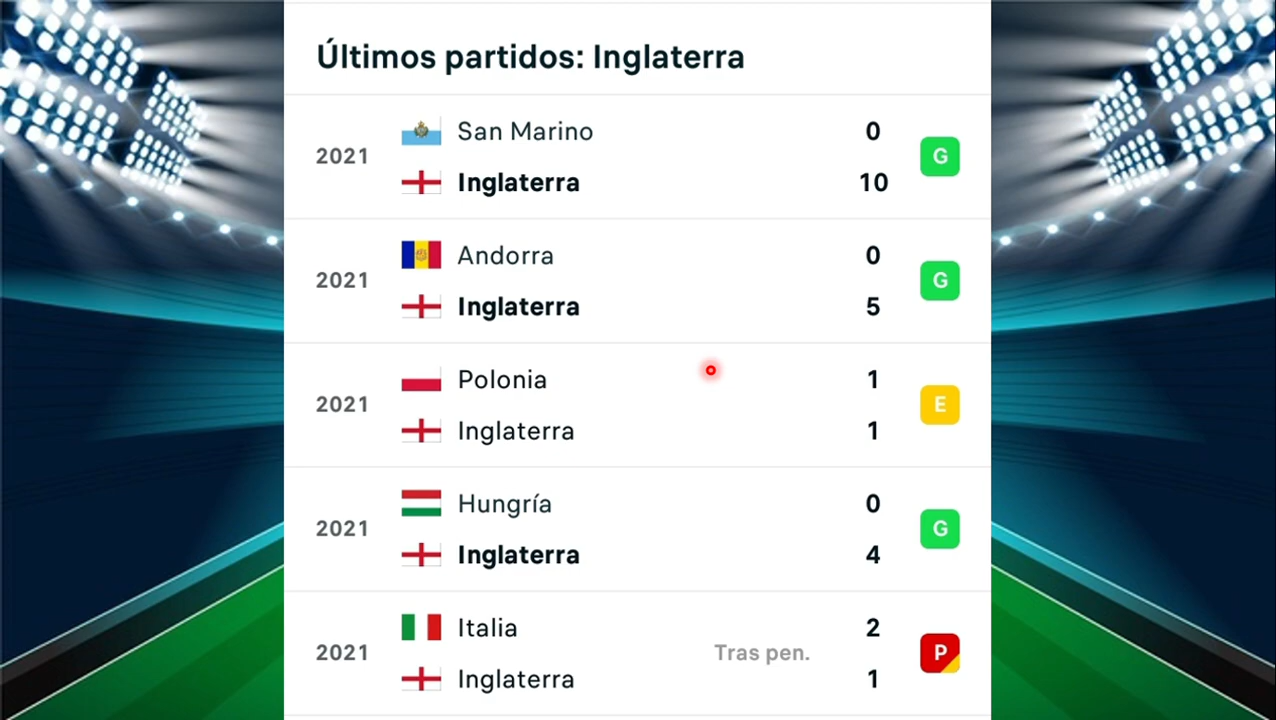 Últimos partidos: Inglaterra
San Marino 0
2021 G
Inglaterra 10
Andorra 0
2021 G
Inglaterra 5
Polonia 1
2021 E
Inglaterra 1
Hungría 0
2021 G
Inglaterra 4
Italia 2
2021 Tras pen. P
Inglaterra 1